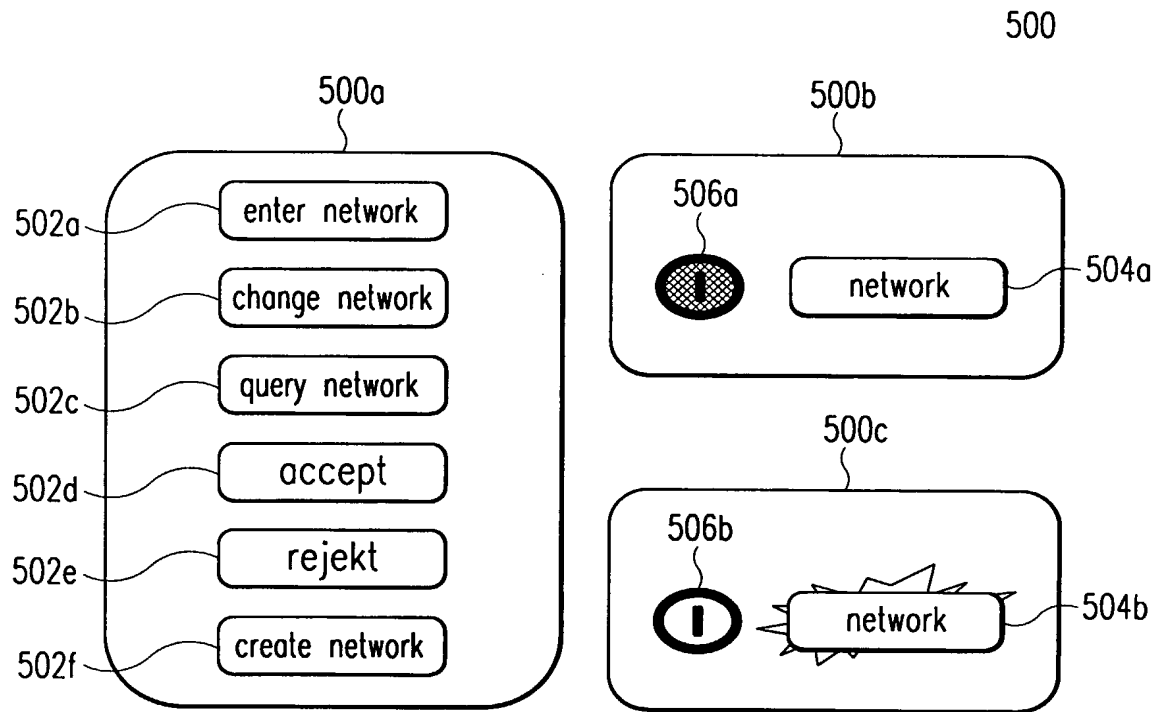 500
500a
500b
502a
enter network
502b
change network
502c
query network
502d
accept
502e
rejekt
502f
create network
506a
network
504a
500c
506b
network
504b